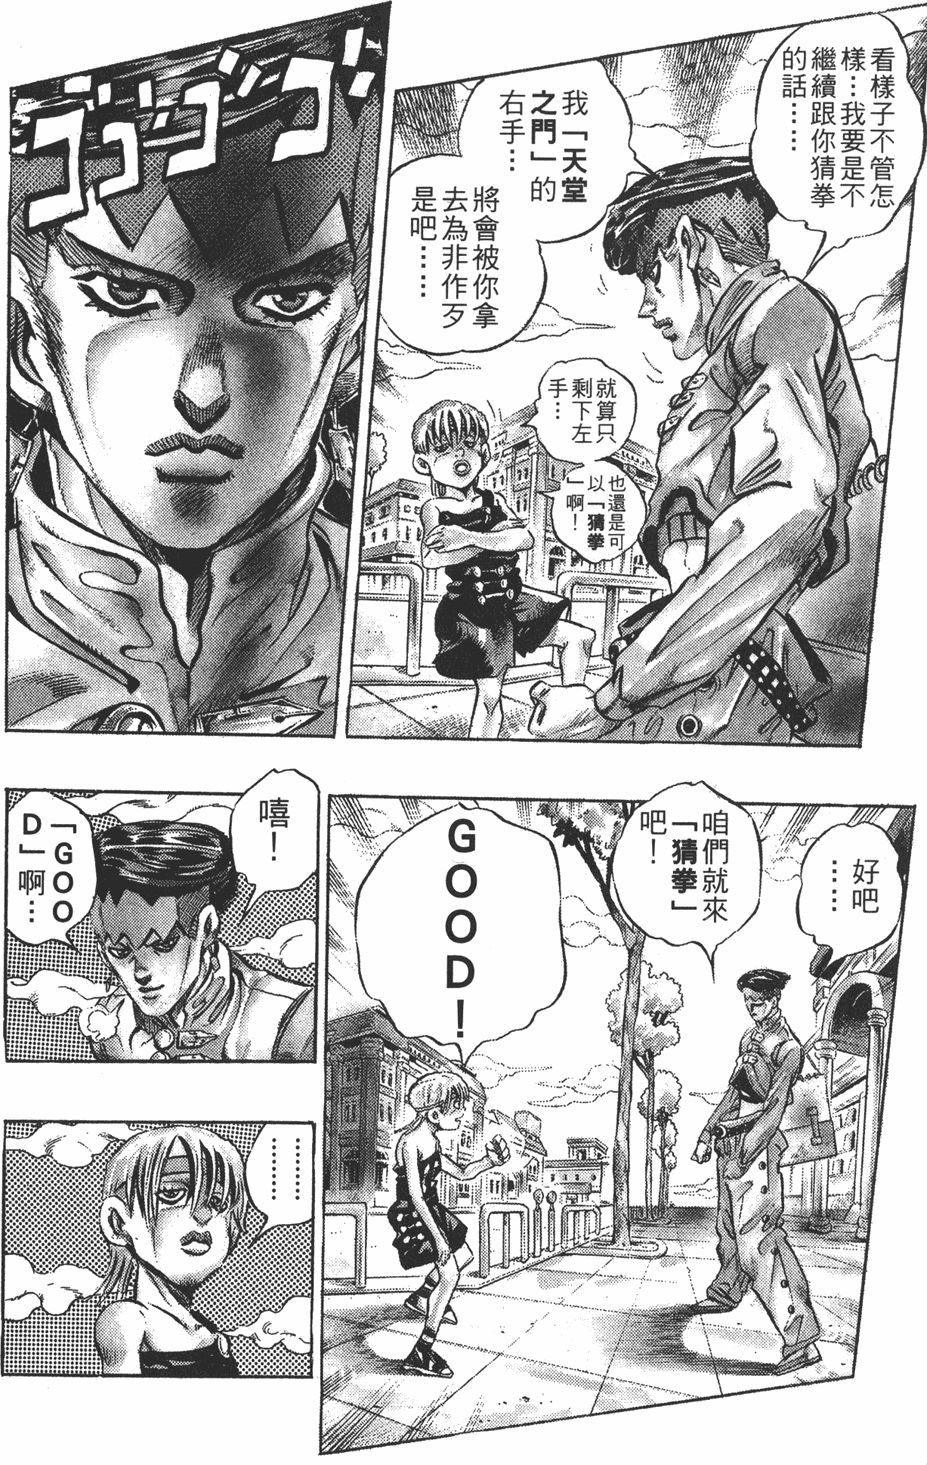 看樣子不管怎
樣…我要是不
繼續跟你猜拳
的話……
我「天堂
之門」的
右手…
將會被你拿
去為非作歹
是吧……
就算只
剩下左
手…
也還是可
以「猜拳
」啊！
ゴゴゴゴ
好吧
……
咱們就來
「猜拳」
吧！
GOOD！
嘻！
「GOO
D」啊…
………